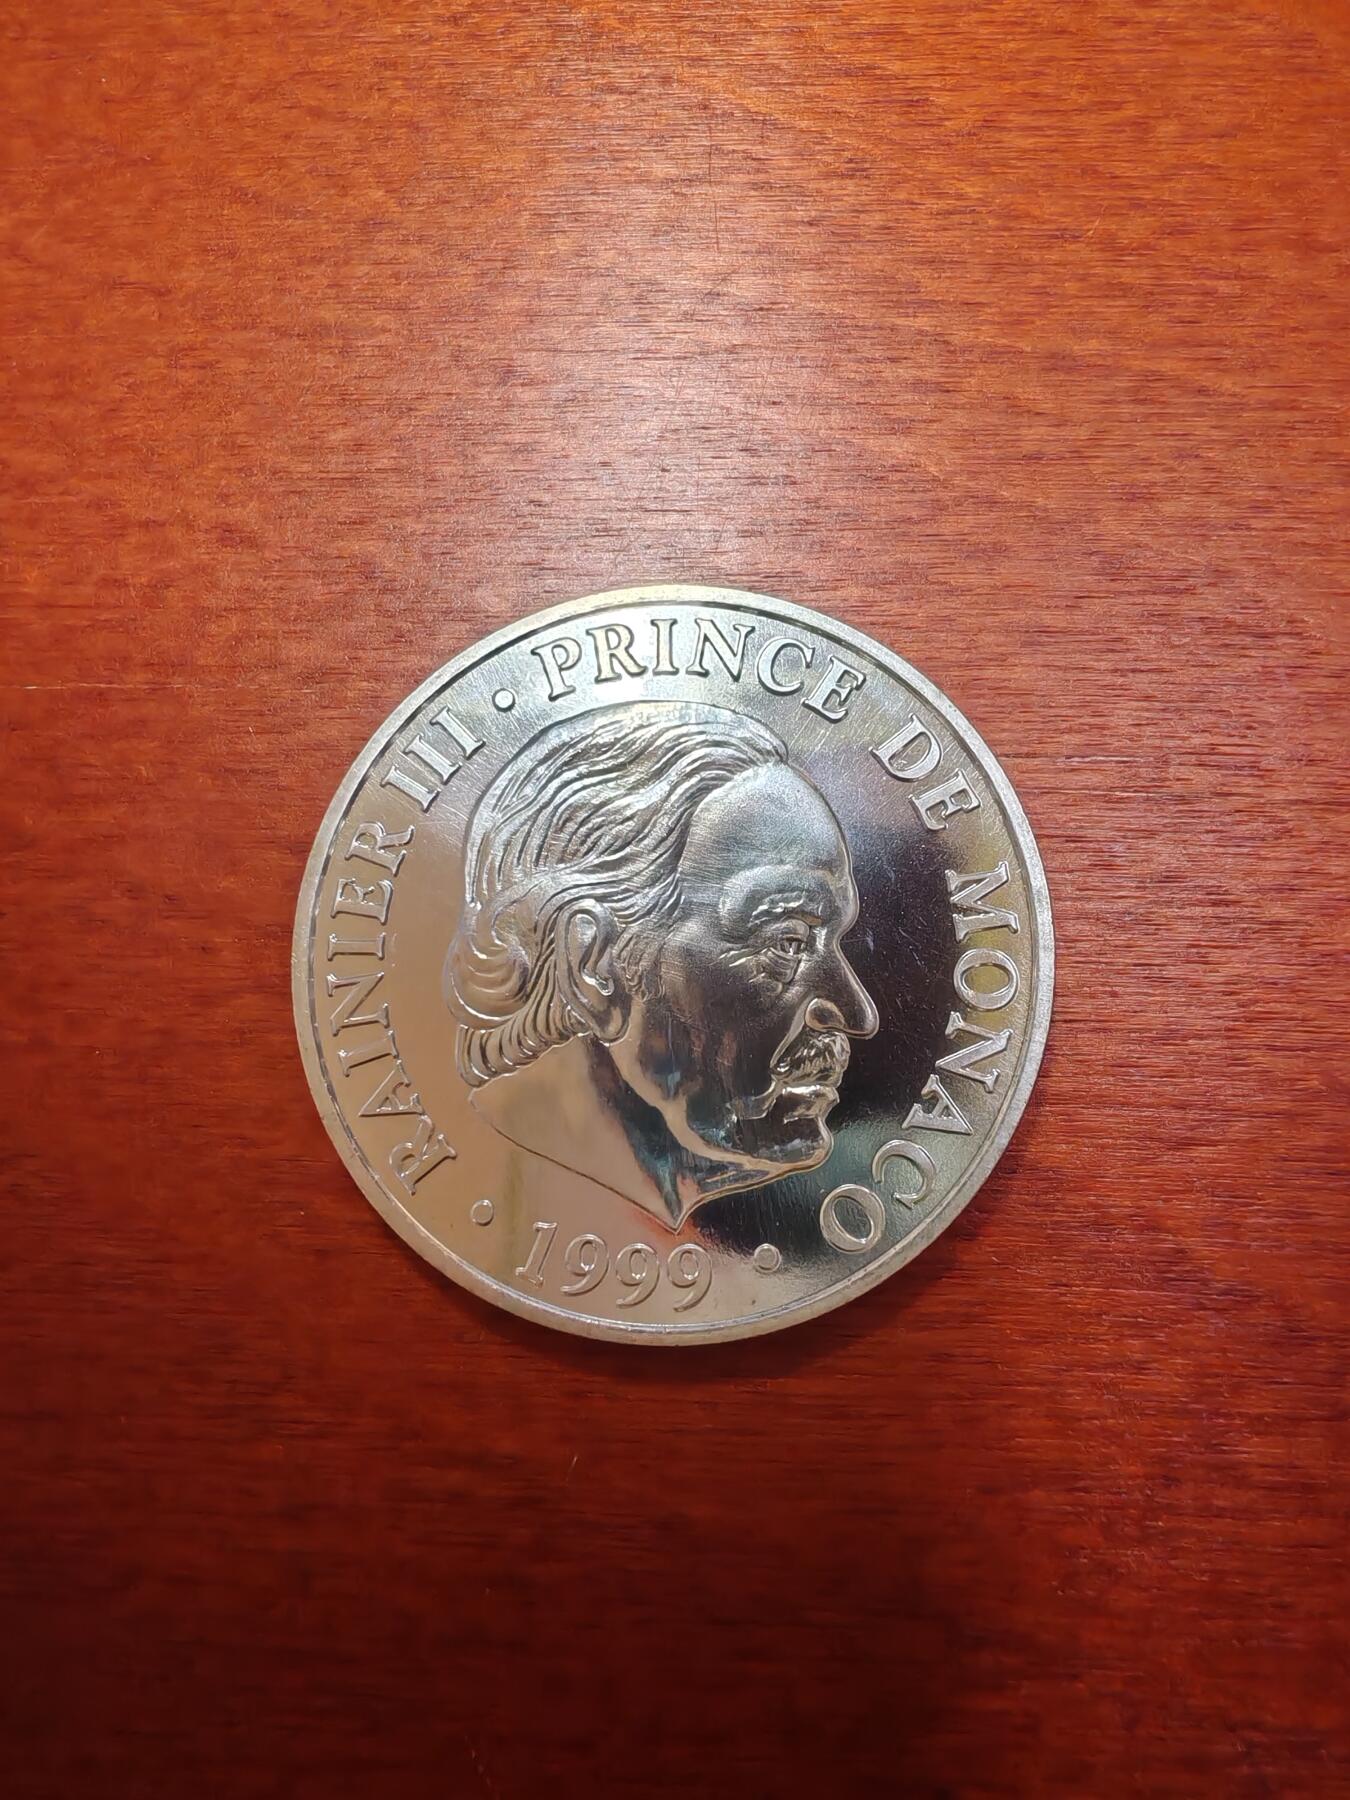 RAINIER III · PRINCE DE MONACO
· 1999 ·